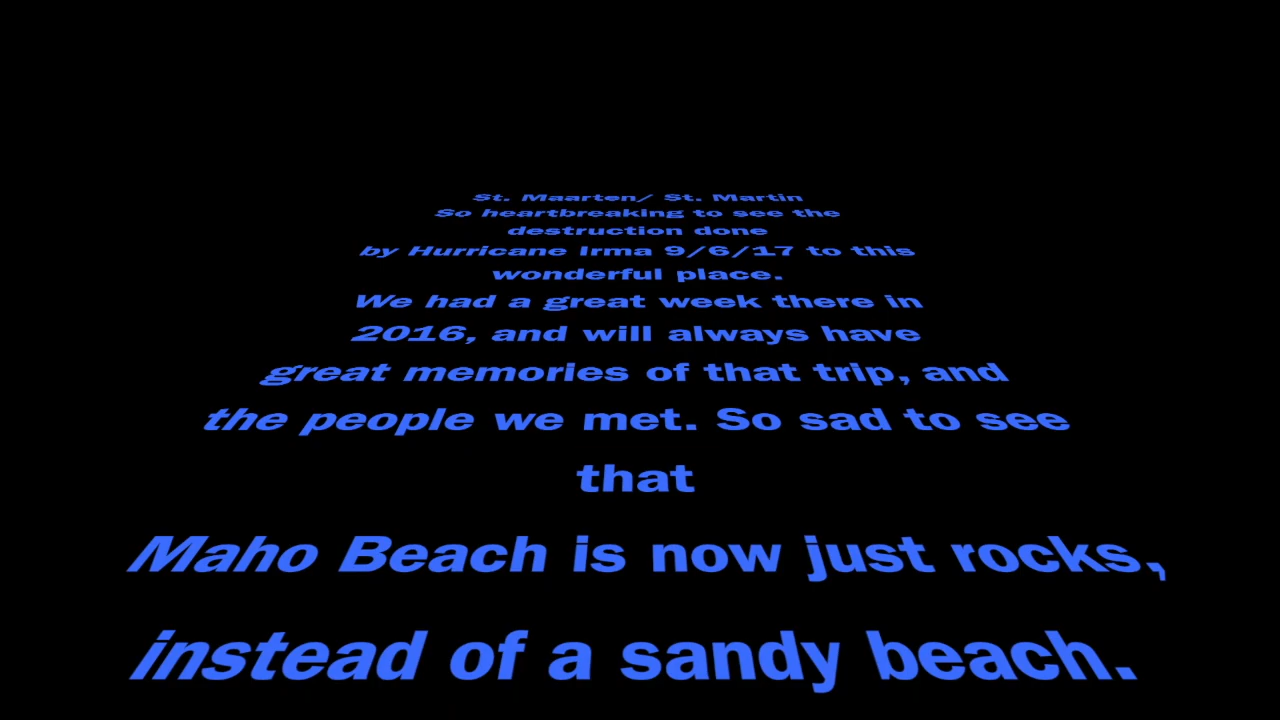 St. Maarten/ St. Martin
So heartbreaking to see the
destruction done
by Hurricane Irma 9/6/17 to this
wonderful place.
We had a great week there in
2016, and will always have
great memories of that trip, and
the people we met. So sad to see
that
Maho Beach is now just rocks,
instead of a sandy beach.